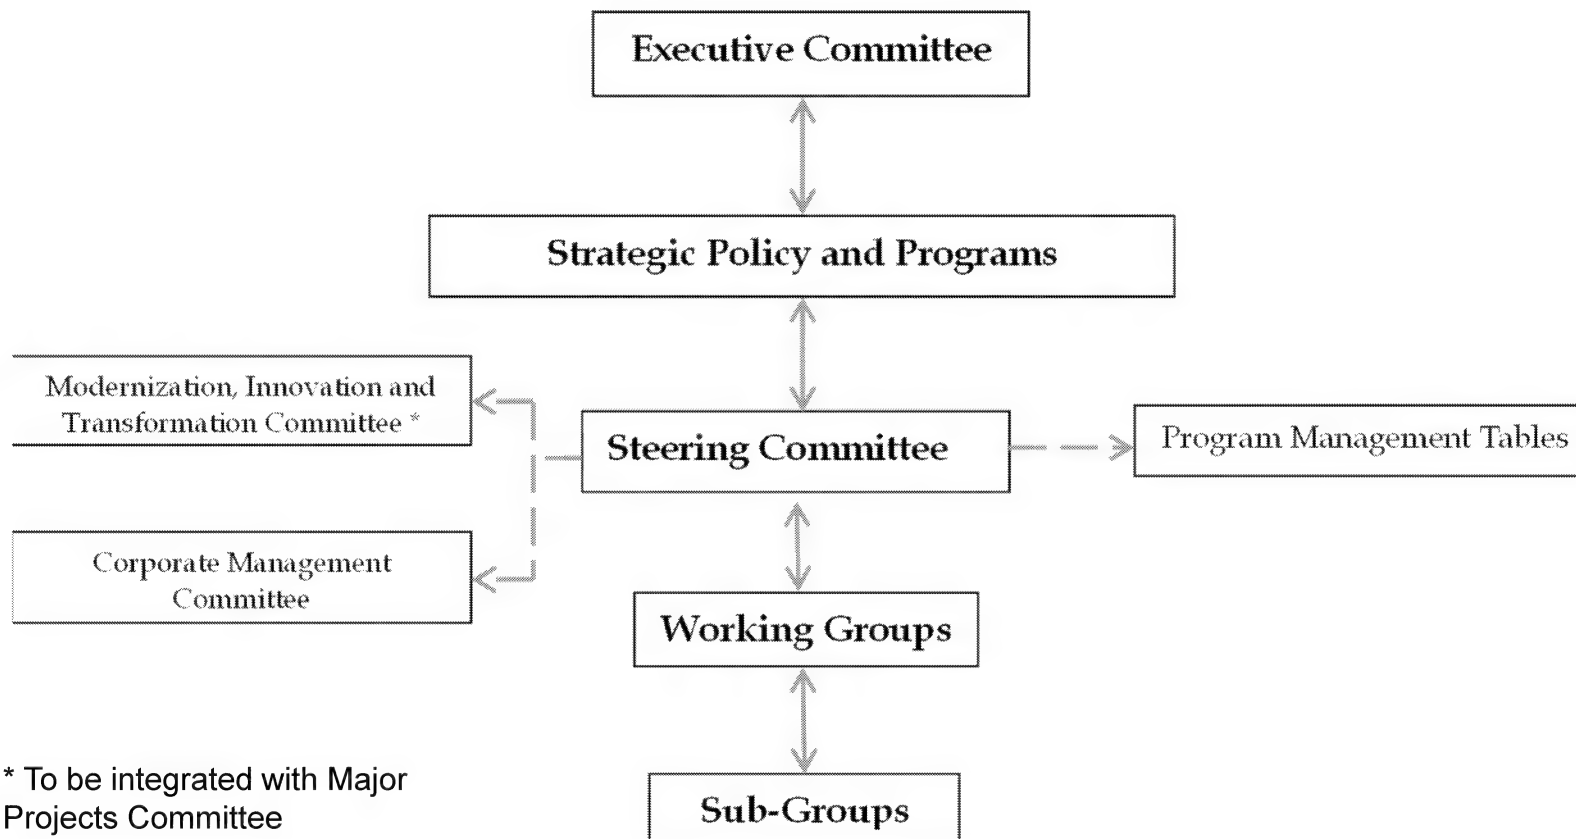 Executive Committee
Strategic Policy and Programs
Modernization, Innovation and
Transformation Committee *
Steering Committee
Program Management Tables
Corporate Management
Committee
Working Groups
* To be integrated with Major
Projects Committee
Sub-Groups